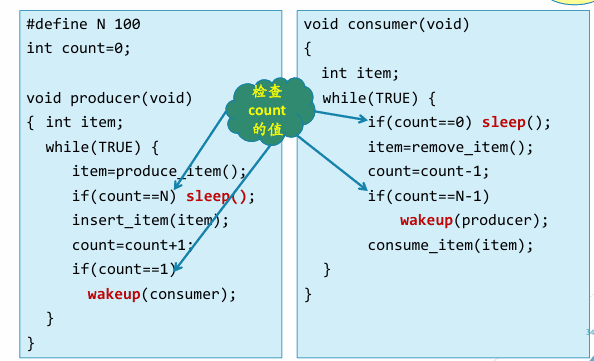 #define N 100
int count=0;
void producer(void)
{ int item;
while(TRUE) {
item=produce_item();
if(count==N) sleep();
insert_item(item);
count=count+1;
if(count==1)
wakeup(consumer);
}
}
检查
count
的值
void consumer(void)
{
int item;
while(TRUE) {
if(count==0) sleep();
item=remove_item();
count=count-1;
if(count==N-1)
wakeup(producer);
consume_item(item);
}
}